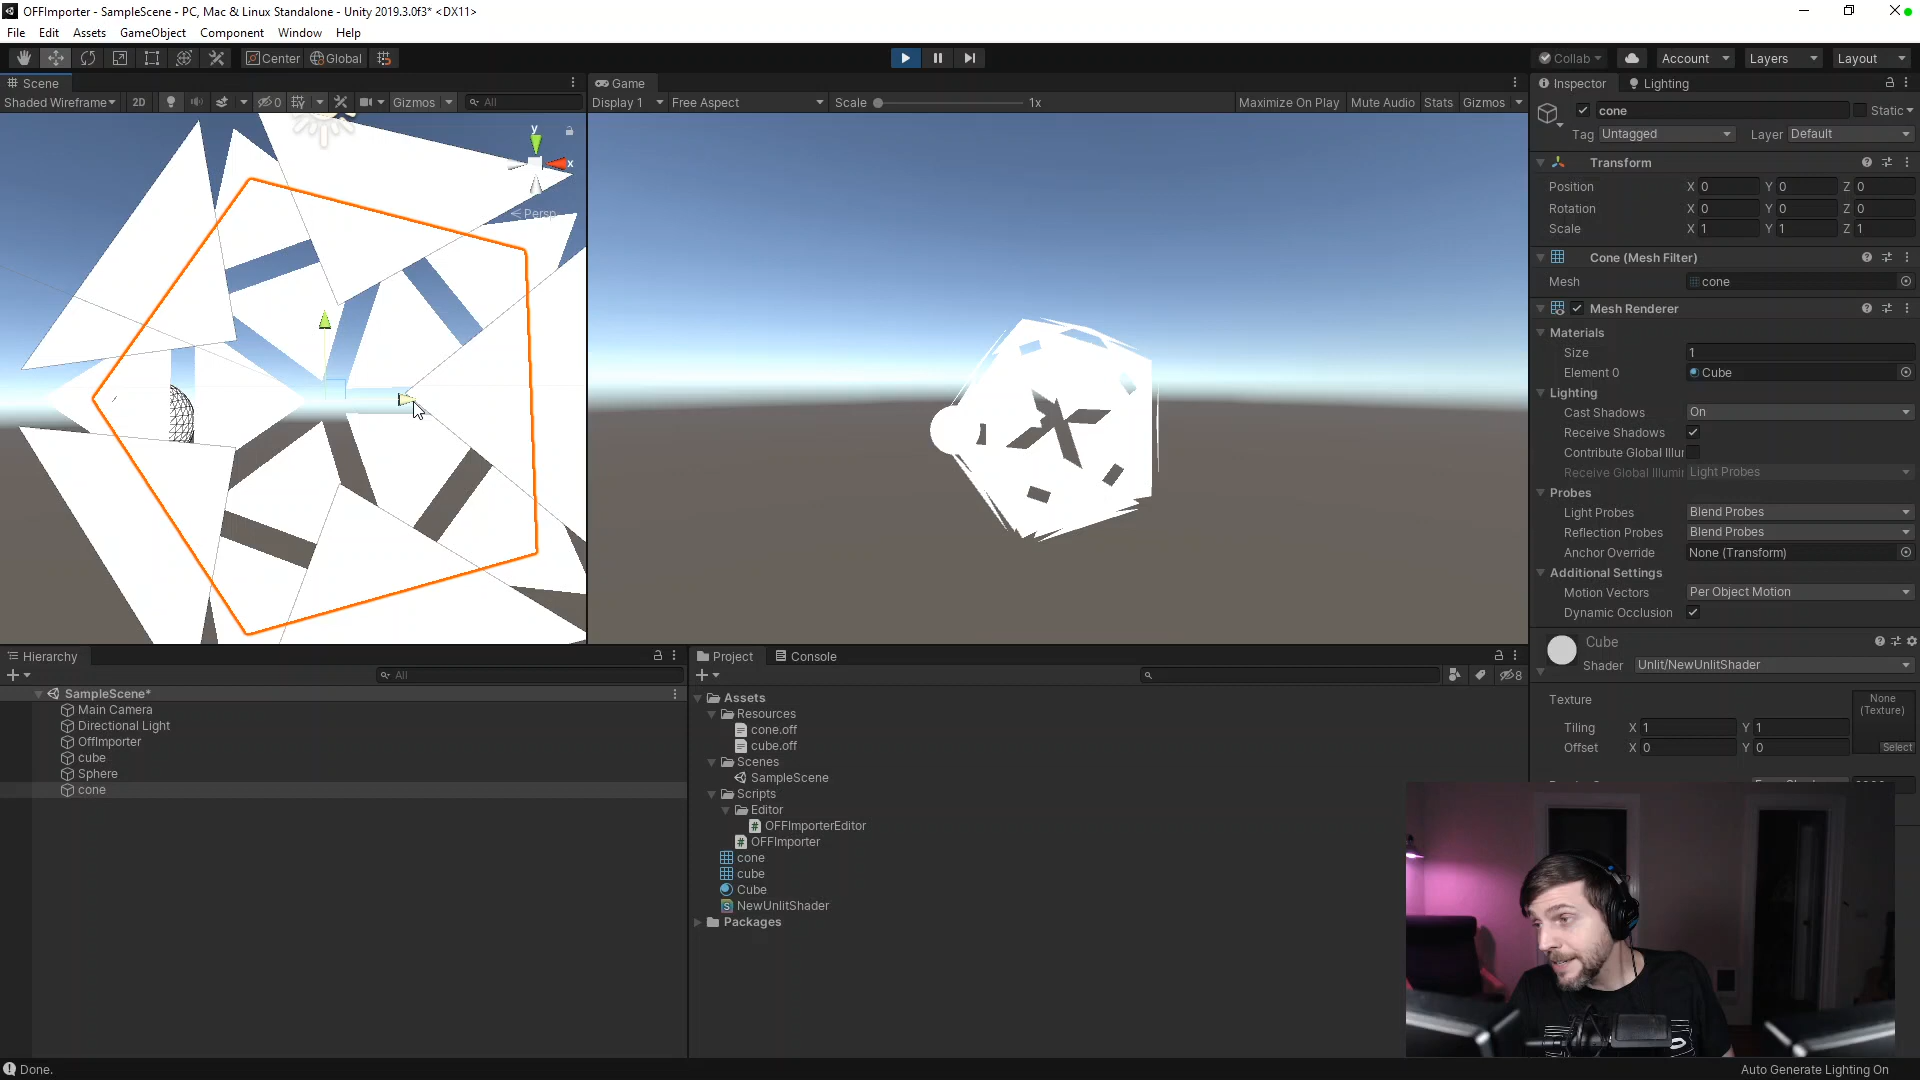 OFFImporter - SampleScene - PC, Mac & Linux Standalone - Unity 2019.3.0f3* <DX11>
File Edit Assets GameObject Component Window Help
Center Global Collab Account Layers Layout
Scene Game Inspector Lighting
Shaded Wireframe 2D Gizmos All Display 1 Free Aspect Scale 1x Maximize On Play Mute Audio Stats Gizmos
cone Static
Tag Untagged Layer Default
Transform
Position X 0 Y 0 Z 0
Rotation X 0 Y 0 Z 0
Scale X 1 Y 1 Z 1
Cone (Mesh Filter)
Mesh cone
Mesh Renderer
Materials
Size 1
Element 0 Cube
Lighting
Cast Shadows On
Receive Shadows
Contribute Global Illur
Receive Global Illumir Light Probes
Probes
Light Probes Blend Probes
Reflection Probes Blend Probes
Anchor Override None (Transform)
Additional Settings
Motion Vectors Per Object Motion
Dynamic Occlusion
Cube
Shader Unlit/NewUnlitShader
Texture None (Texture)
Tiling X 1 Y 1
Offset X 0 Y 0 Select
y
x
Persp
Hierarchy
All
SampleScene*
Main Camera
Directional Light
OffImporter
cube
Sphere
cone
Project Console
8
Assets
Resources
cone.off
cube.off
Scenes
SampleScene
Scripts
Editor
OFFImporterEditor
OFFImporter
cone
cube
Cube
NewUnlitShader
Packages
Done.
Auto Generate Lighting On